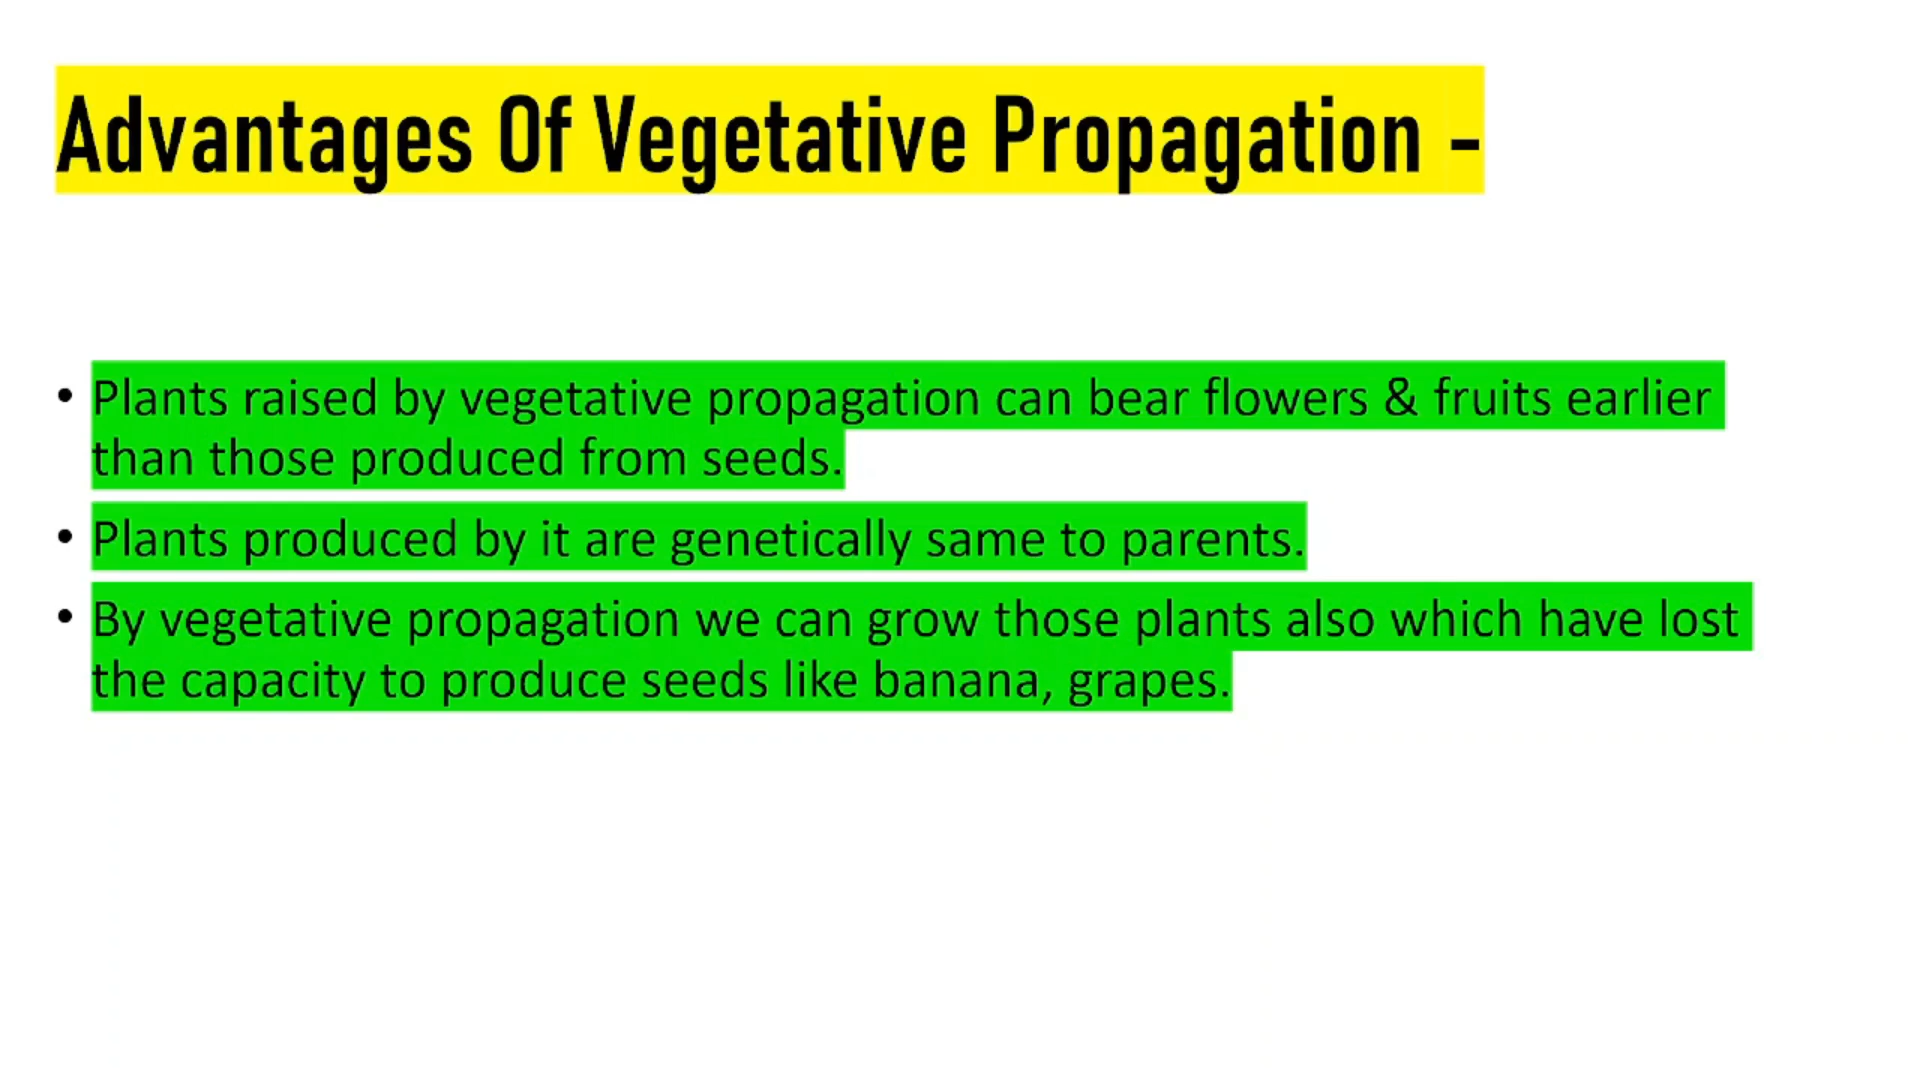 Advantages Of Vegetative Propagation -
• Plants raised by vegetative propagation can bear flowers & fruits earlier
than those produced from seeds.
• Plants produced by it are genetically same to parents.
• By vegetative propagation we can grow those plants also which have lost
the capacity to produce seeds like banana, grapes.